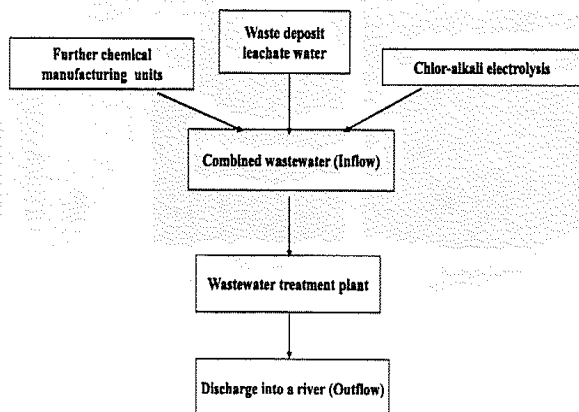 Waste deposit
leachate water
Further chemical
manufacturing units
Chlor-alkali electrolysis
Combined wastewater (Inflow)
Wastewater treatment plant
Discharge into a river (Outflow)